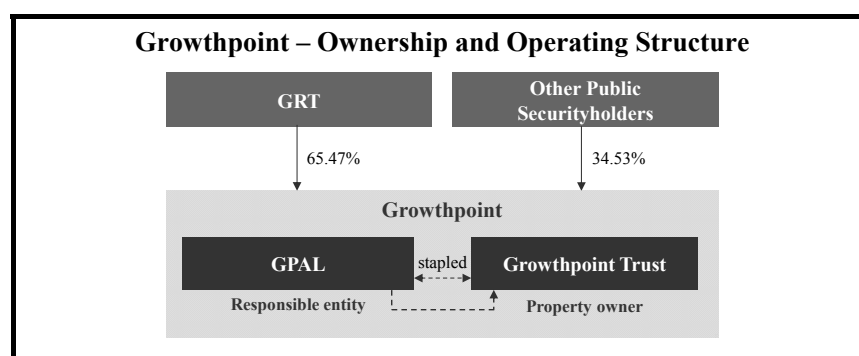 Growthpoint – Ownership and Operating Structure
GRT
Other Public
Securityholders
65.47%
34.53%
Growthpoint
GPAL
stapled
Growthpoint Trust
Responsible entity
Property owner